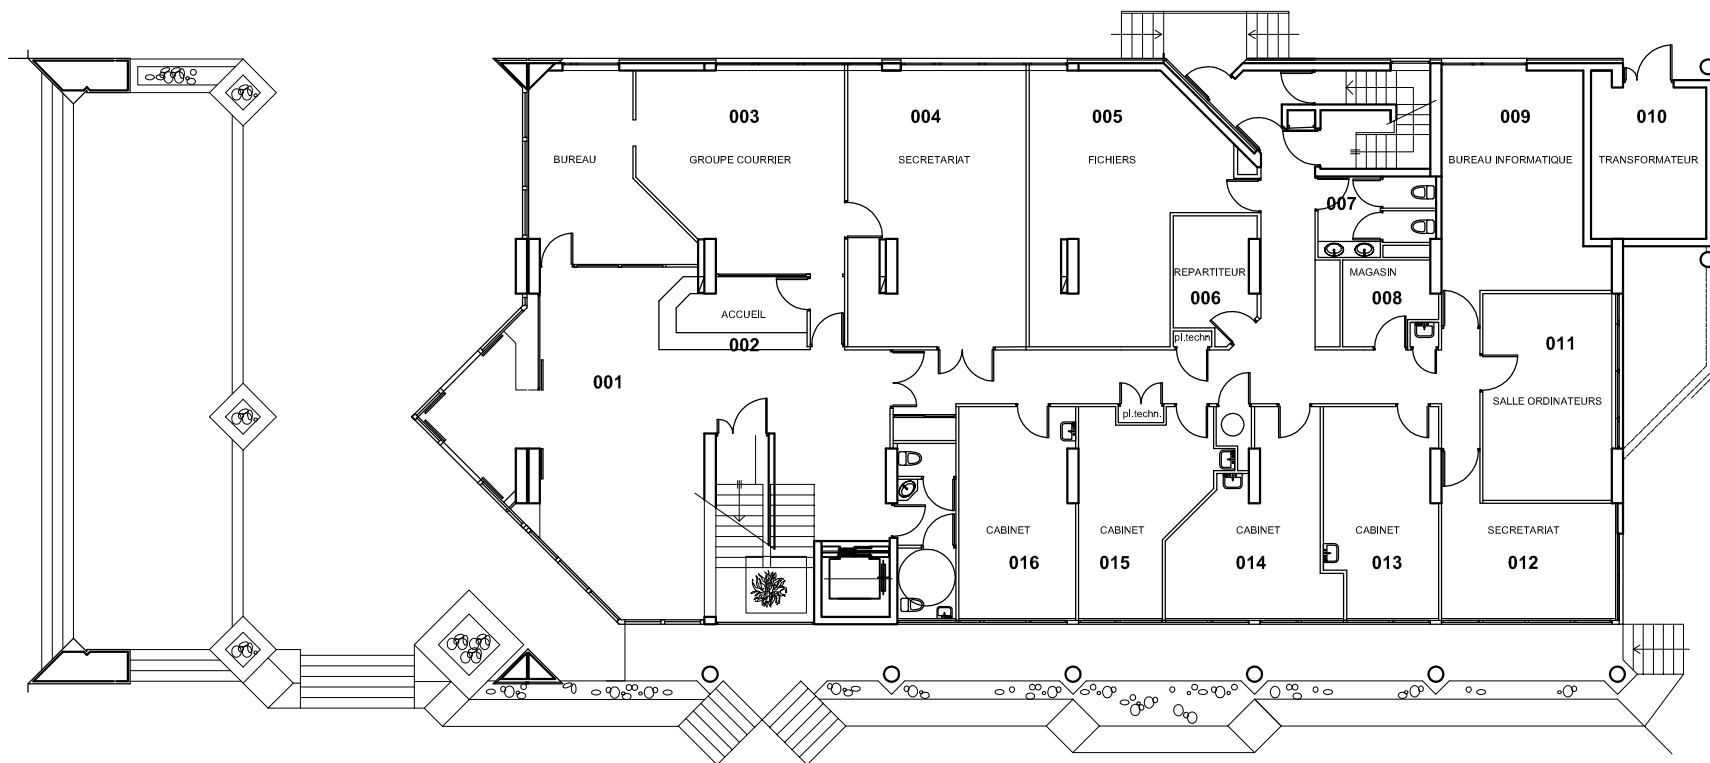 003
004
005
009
010
BUREAU
GROUPE COURRIER
SECRETARIAT
FICHIERS
BUREAU INFORMATIQUE
TRANSFORMATEUR
007
REPARTITEUR
006
MAGASIN
008
ACCUEIL
002
pl.techn
011
001
SALLE ORDINATEURS
pl.techn.
CABINET
016
CABINET
015
CABINET
014
CABINET
013
SECRETARIAT
012